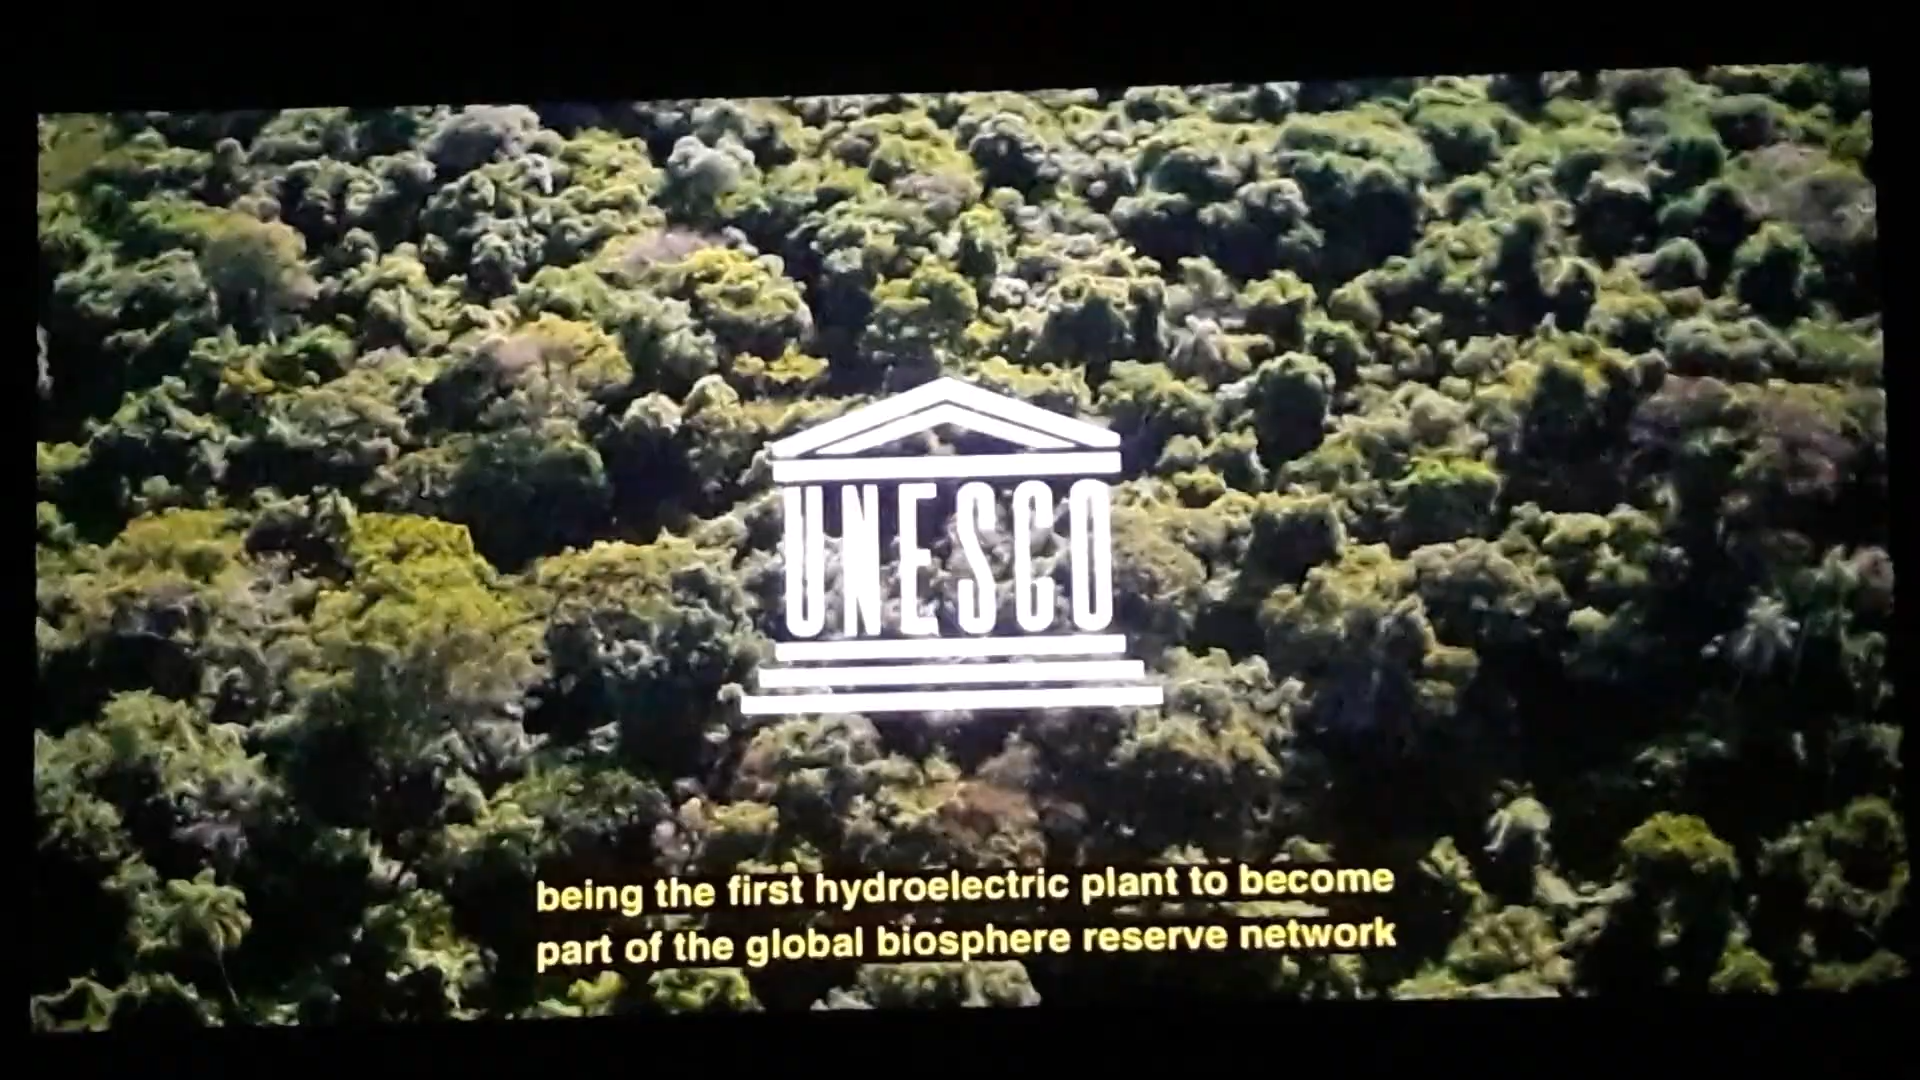 UNESCO
being the first hydroelectric plant to become
part of the global biosphere reserve network